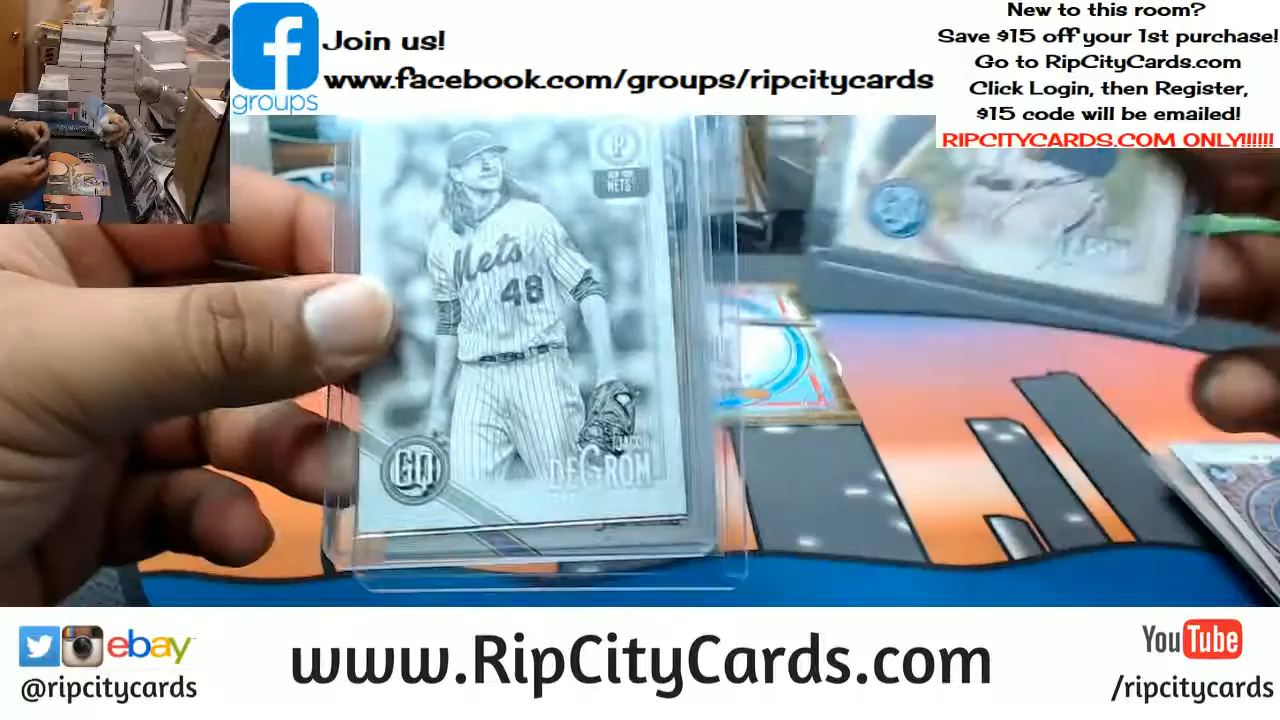 Join us!
www.facebook.com/groups/ripcitycards
groups
New to this room?
Save $15 off your 1st purchase!
Go to RipCityCards.com
Click Login, then Register,
$15 code will be emailed!
RIPCITYCARDS.COM ONLY!!!!!!
P
NEW YORK
METS
Mets
48
GQ
JACOB
DEGROM
ebay
@ripcitycards
www.RipCityCards.com
YouTube
/ripcitycards